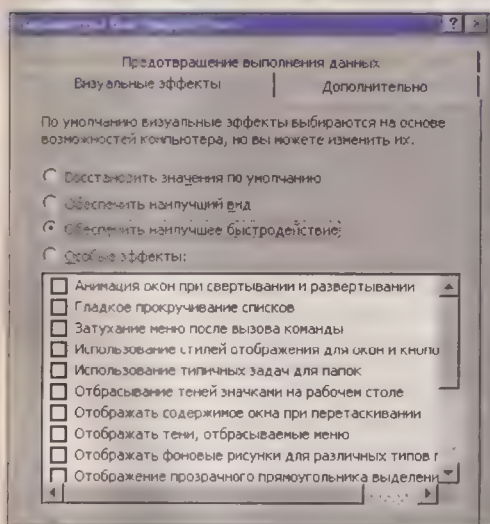 Предотвращение выполнения данных
Визуальные эффекты
Дополнительно
По умолчанию визуальные эффекты выбираются на основе
возможностей компьютера, но вы можете изменить их.
Восстановить значения по умолчанию
Обеспечить наилучший вид
Обеспечить наилучшее быстродействие
Особые эффекты:
Анимация окон при свертывании и развертывании
Гладкое прокручивание списков
Затухание меню после вызова команды
Использование стилей отображения для окон и кнопо
Использование типичных задач для папок
Отбрасывание теней значками на рабочем столе
Отображать содержимое окна при перетаскивании
Отображать тени, отбрасываемые меню
Отображать фоновые рисунки для различных типов г
Отображение прозрачного прямоугольника выделени